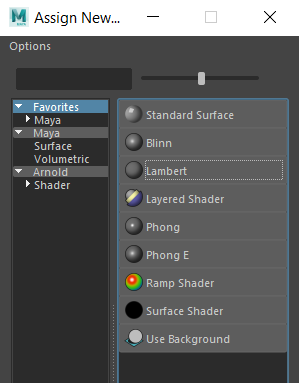 Assign New...
Options
Favorites
Maya
Maya
Surface
Volumetric
Arnold
Shader
Standard Surface
Blinn
Lambert
Layered Shader
Phong
Phong E
Ramp Shader
Surface Shader
Use Background